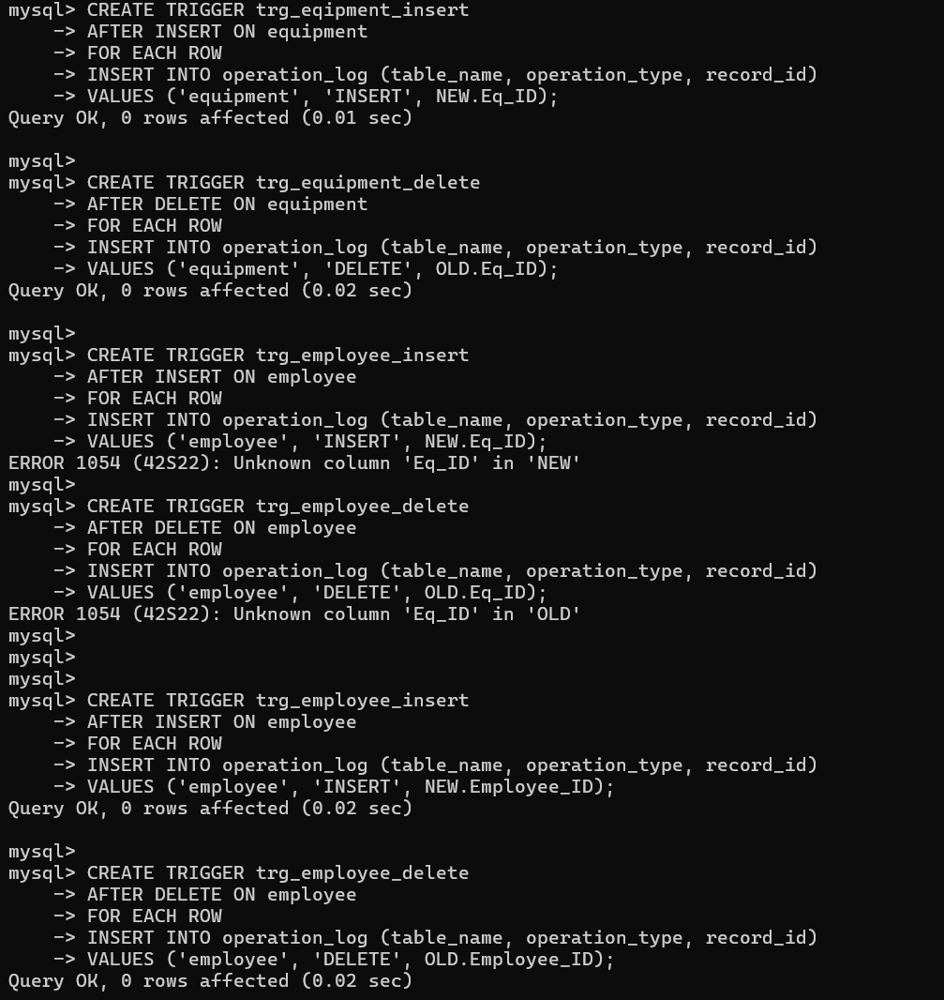 mysql> CREATE TRIGGER trg_eqipment_insert
    -> AFTER INSERT ON equipment
    -> FOR EACH ROW
    -> INSERT INTO operation_log (table_name, operation_type, record_id)
    -> VALUES ('equipment', 'INSERT', NEW.Eq_ID);
Query OK, 0 rows affected (0.01 sec)

mysql>
mysql> CREATE TRIGGER trg_equipment_delete
    -> AFTER DELETE ON equipment
    -> FOR EACH ROW
    -> INSERT INTO operation_log (table_name, operation_type, record_id)
    -> VALUES ('equipment', 'DELETE', OLD.Eq_ID);
Query OK, 0 rows affected (0.02 sec)

mysql>
mysql> CREATE TRIGGER trg_employee_insert
    -> AFTER INSERT ON employee
    -> FOR EACH ROW
    -> INSERT INTO operation_log (table_name, operation_type, record_id)
    -> VALUES ('employee', 'INSERT', NEW.Eq_ID);
ERROR 1054 (42S22): Unknown column 'Eq_ID' in 'NEW'
mysql>
mysql> CREATE TRIGGER trg_employee_delete
    -> AFTER DELETE ON employee
    -> FOR EACH ROW
    -> INSERT INTO operation_log (table_name, operation_type, record_id)
    -> VALUES ('employee', 'DELETE', OLD.Eq_ID);
ERROR 1054 (42S22): Unknown column 'Eq_ID' in 'OLD'
mysql>
mysql>
mysql>
mysql> CREATE TRIGGER trg_employee_insert
    -> AFTER INSERT ON employee
    -> FOR EACH ROW
    -> INSERT INTO operation_log (table_name, operation_type, record_id)
    -> VALUES ('employee', 'INSERT', NEW.Employee_ID);
Query OK, 0 rows affected (0.02 sec)

mysql>
mysql> CREATE TRIGGER trg_employee_delete
    -> AFTER DELETE ON employee
    -> FOR EACH ROW
    -> INSERT INTO operation_log (table_name, operation_type, record_id)
    -> VALUES ('employee', 'DELETE', OLD.Employee_ID);
Query OK, 0 rows affected (0.02 sec)